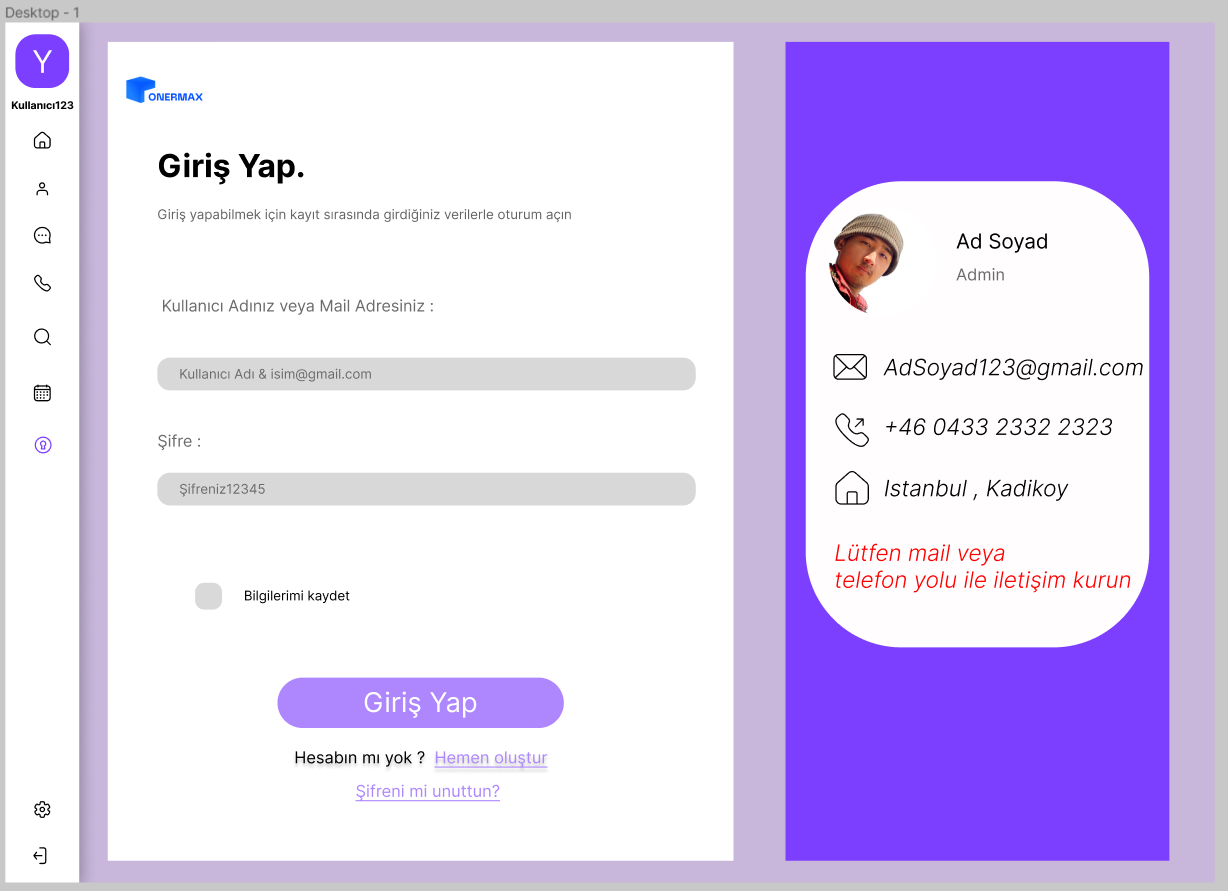 Desktop - 1
Y
Kullanıcı123
ONERMAX
Giriş Yap.
Giriş yapabilmek için kayıt sırasında girdiğiniz verilerle oturum açın
Kullanıcı Adınız veya Mail Adresiniz :
Kullanıcı Adı & isim@gmail.com
Şifre :
Şifreniz12345
Bilgilerimi kaydet
Giriş Yap
Hesabın mı yok ? Hemen oluştur
Şifreni mi unuttun?
Ad Soyad
Admin
AdSoyad123@gmail.com
+46 0433 2332 2323
Istanbul , Kadikoy
Lütfen mail veya
telefon yolu ile iletişim kurun